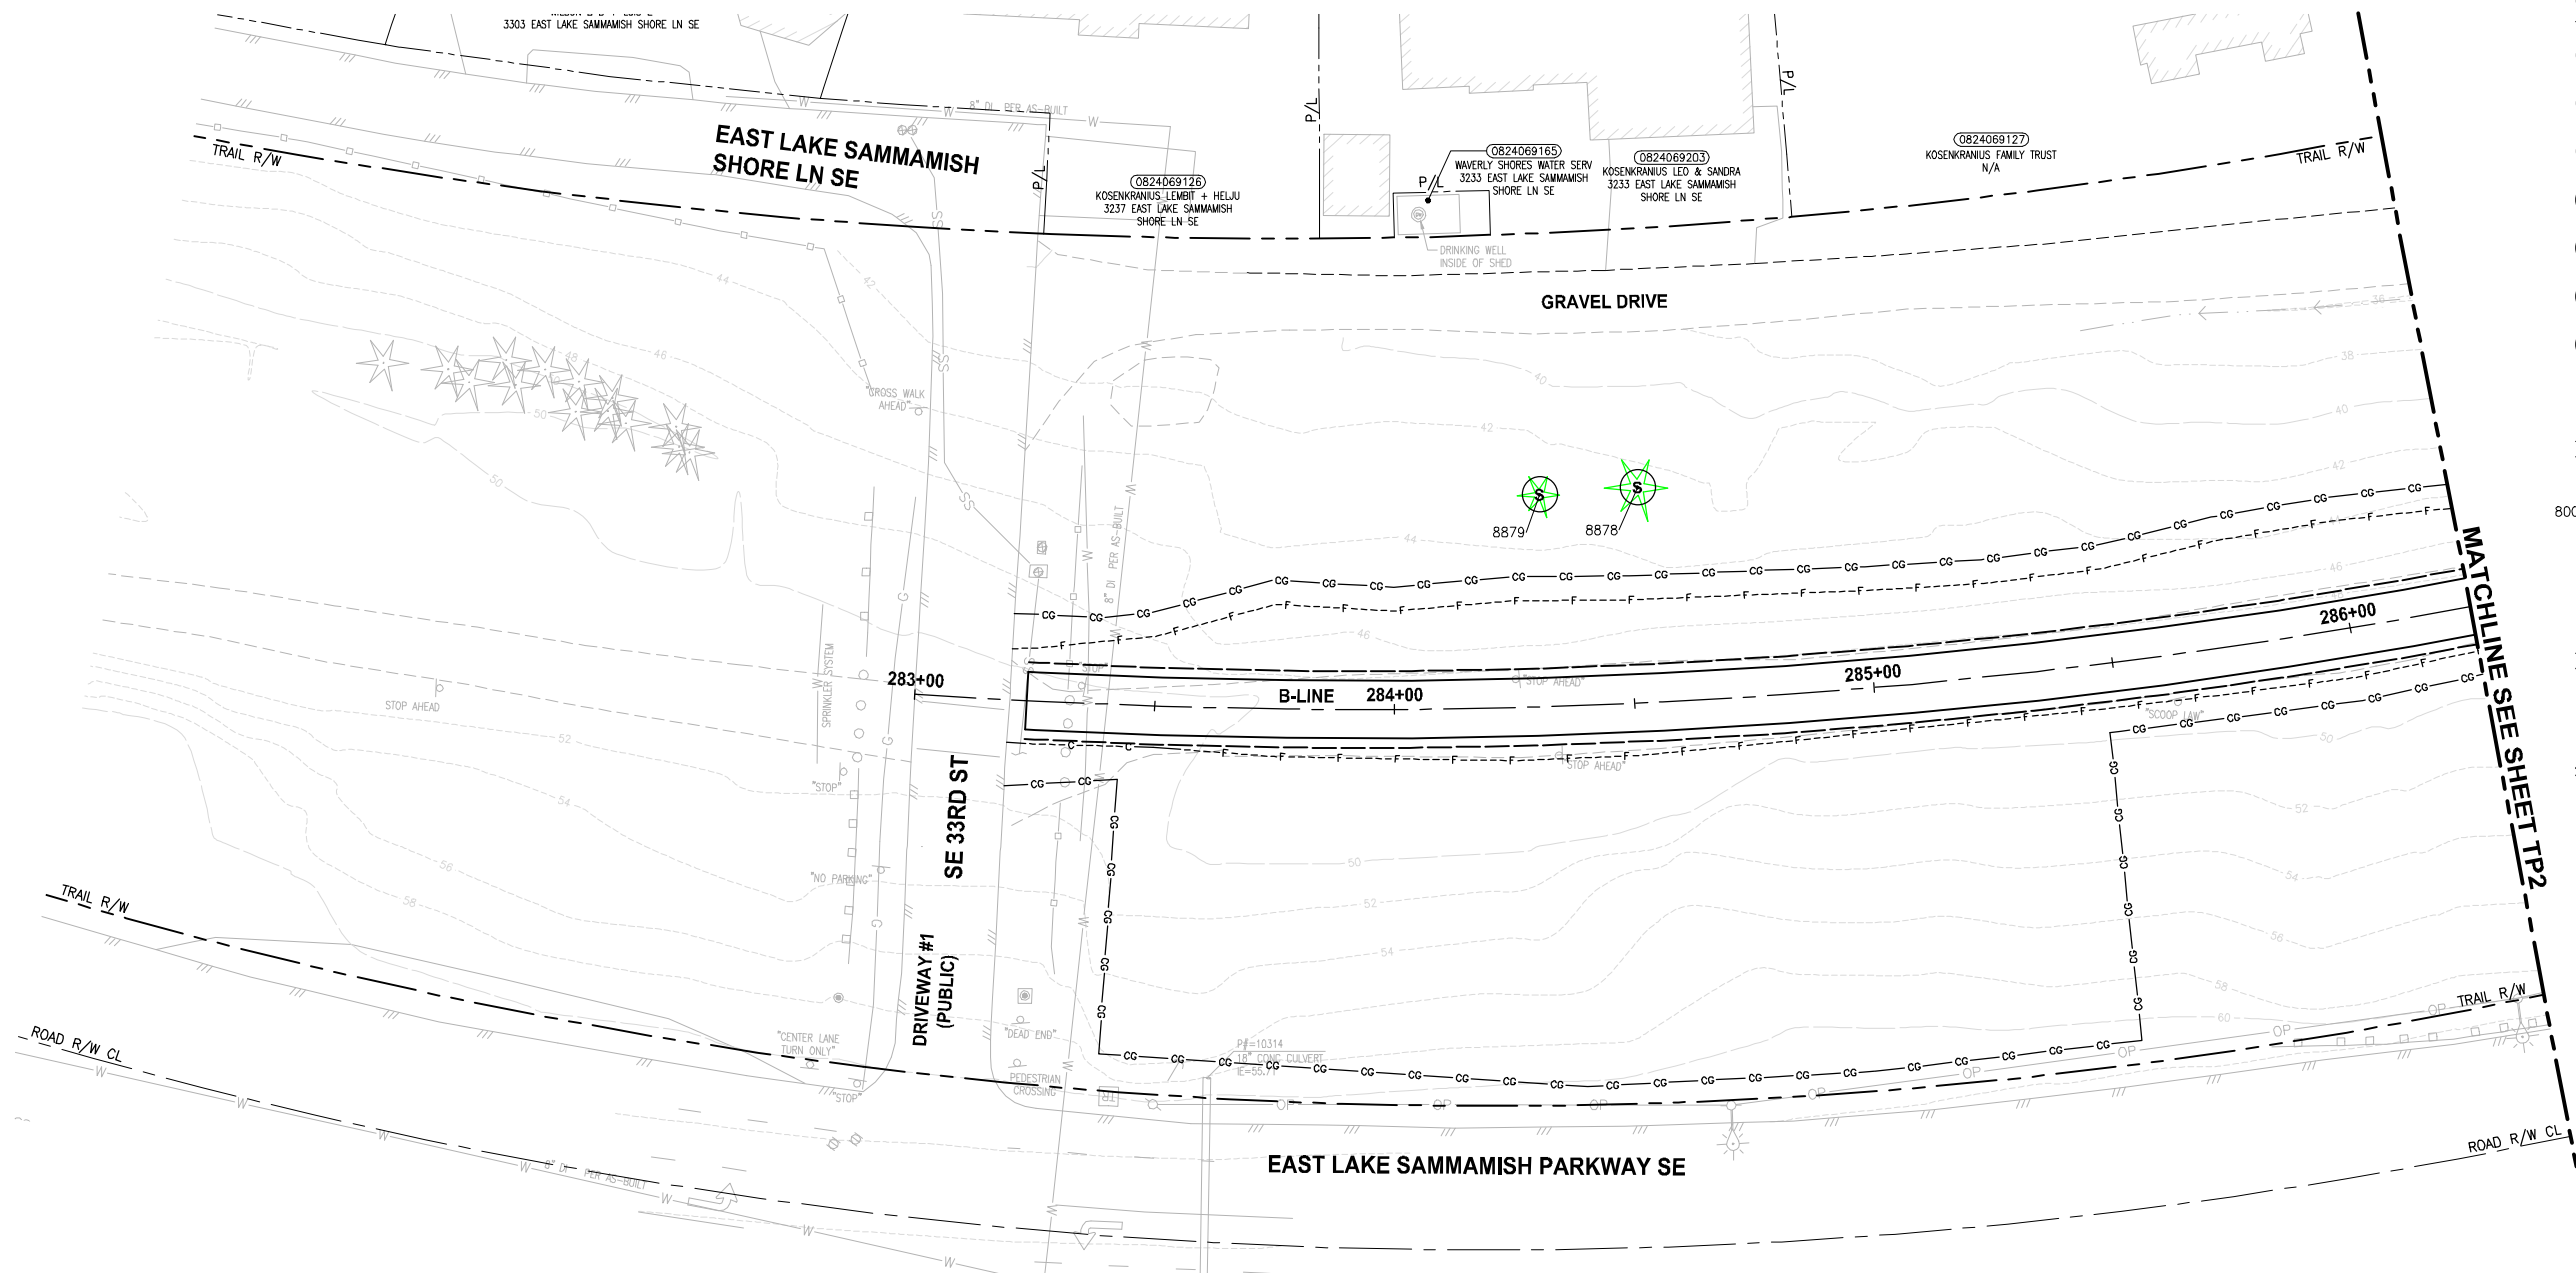 3303 EAST LAKE SAMMAMISH SHORE LN SE
8" DI PER AS-BUILT
EAST LAKE SAMMAMISH
SHORE LN SE
TRAIL R/W
P/L
0824069126
KOSENKRANIUS LEMBIT + HELJU
3237 EAST LAKE SAMMAMISH
SHORE LN SE
P/L
P/L
0824069165
WAVERLY SHORES WATER SERV
3233 EAST LAKE SAMMAMISH
SHORE LN SE
P/L
0824069203
KOSENKRANIUS LEO & SANDRA
3233 EAST LAKE SAMMAMISH
SHORE LN SE
0824069127
KOSENKRANIUS FAMILY TRUST
N/A
TRAIL R/W
DRINKING WELL
INSIDE OF SHED
GRAVEL DRIVE
"CROSS WALK
AHEAD"
S
S
8879
8878
800
8" DI PER AS-BUILT
MATCHLINE SEE SHEET TP2
SPRINKLER SYSTEM
STOP AHEAD
283+00
"STOP"
B-LINE
284+00
"STOP AHEAD"
285+00
286+00
"SCOOP LAW"
"STOP AHEAD"
"STOP"
SE 33RD ST
"NO PARKING"
TRAIL R/W
DRIVEWAY #1
(PUBLIC)
ROAD R/W CL
"CENTER LANE
TURN ONLY"
"STOP"
"DEAD END"
PEDESTRIAN
CROSSING
P#=10314
18" CONC CULVERT
IE=55.71
TRAIL R/W
ROAD R/W CL
EAST LAKE SAMMAMISH PARKWAY SE
8" DI PER AS-BUILT